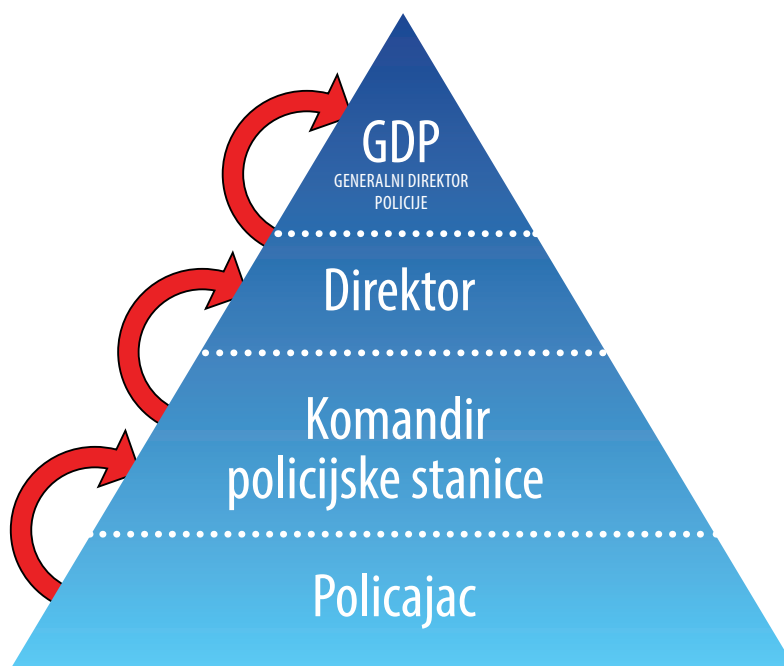 GDP
GENERALNI DIREKTOR
POLICIJE
Direktor
Komandir
policijske stanice
Policajac